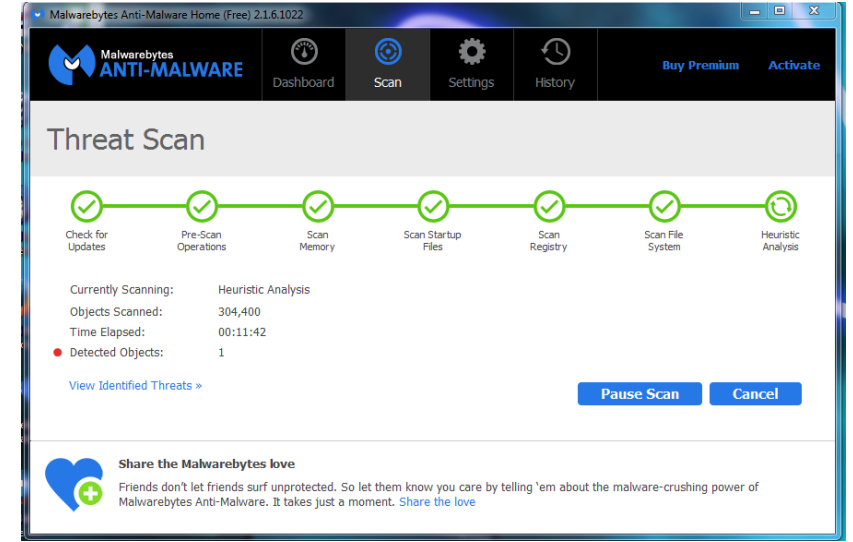 Malwarebytes Anti-Malware Home (Free) 2.1.6.1022
Malwarebytes
ANTI-MALWARE
Dashboard
Scan
Settings
History
Buy Premium
Activate
Threat Scan
Check for
Updates
Pre-Scan
Operations
Scan
Memory
Scan Startup
Files
Scan
Registry
Scan File
System
Heuristic
Analysis
Currently Scanning: Heuristic Analysis
Objects Scanned: 304,400
Time Elapsed: 00:11:42
Detected Objects: 1
View Identified Threats »
Pause Scan
Cancel
Share the Malwarebytes love
Friends don't let friends surf unprotected. So let them know you care by telling 'em about the malware-crushing power of
Malwarebytes Anti-Malware. It takes just a moment. Share the love